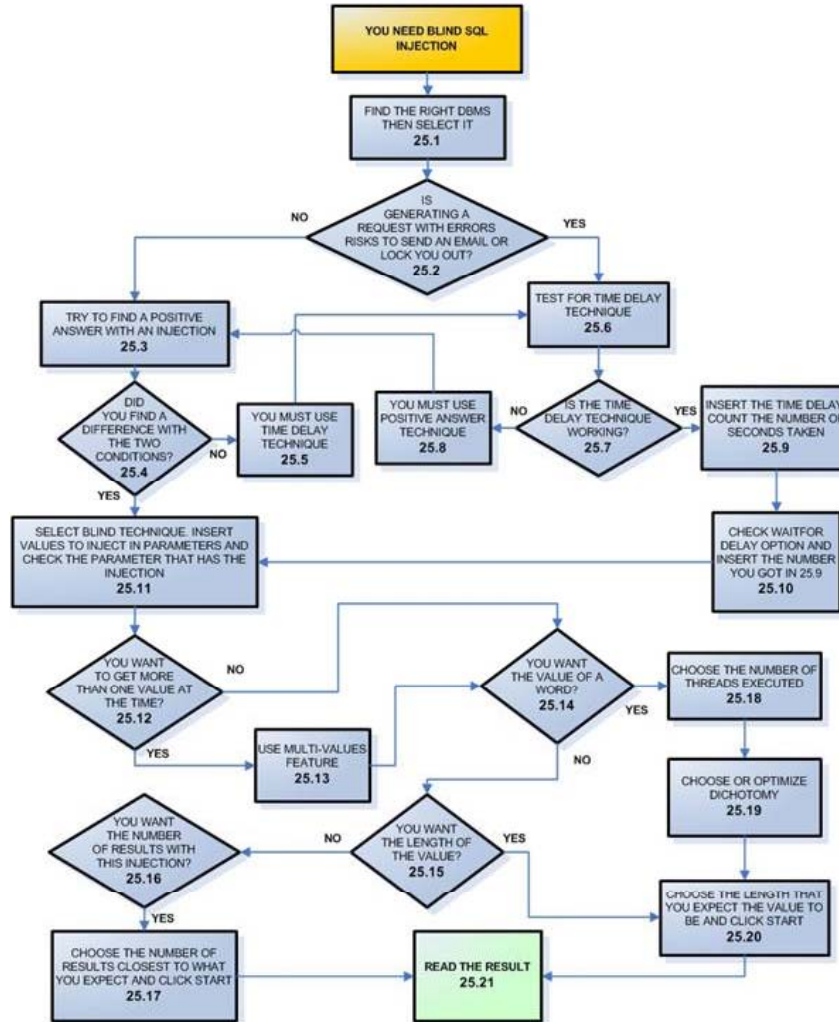 YOU NEED BLIND SQL
INJECTION
FIND THE RIGHT DBMS
THEN SELECT IT
25.1
IS
GENERATING A
REQUEST WITH ERRORS
RISKS TO SEND AN EMAIL OR
LOCK YOU OUT?
25.2
NO
YES
TRY TO FIND A POSITIVE
ANSWER WITH AN INJECTION
25.3
TEST FOR TIME DELAY
TECHNIQUE
25.6
DID
YOU FIND A
DIFFERENCE WITH
THE TWO
CONDITIONS?
25.4
NO
YES
YOU MUST USE
TIME DELAY
TECHNIQUE
25.5
YOU MUST USE
POSITIVE ANSWER
TECHNIQUE
25.8
NO
IS THE TIME
DELAY TECHNIQUE
WORKING?
25.7
YES
INSERT THE TIME DELAY
COUNT THE NUMBER OF
SECONDS TAKEN
25.9
SELECT BLIND TECHNIQUE. INSERT
VALUES TO INJECT IN PARAMETERS AND
CHECK THE PARAMETER THAT HAS THE
INJECTION
25.11
CHECK WAITFOR
DELAY OPTION AND
INSERT THE NUMBER
YOU GOT IN 25.9
25.10
YOU WANT
TO GET MORE
THAN ONE VALUE AT
THE TIME?
25.12
NO
YES
USE MULTI-VALUES
FEATURE
25.13
YOU WANT
THE VALUE OF A
WORD?
25.14
YES
NO
CHOOSE THE NUMBER OF
THREADS EXECUTED
25.18
CHOOSE OR OPTIMIZE
DICHOTOMY
25.19
YOU WANT
THE NUMBER
OF RESULTS WITH
THIS INJECTION?
25.16
NO
YES
YOU WANT
THE LENGTH OF
THE VALUE?
25.15
YES
CHOOSE THE LENGTH THAT
YOU EXPECT THE VALUE TO
BE AND CLICK START
25.20
CHOOSE THE NUMBER OF
RESULTS CLOSEST TO WHAT
YOU EXPECT AND CLICK START
25.17
READ THE RESULT
25.21